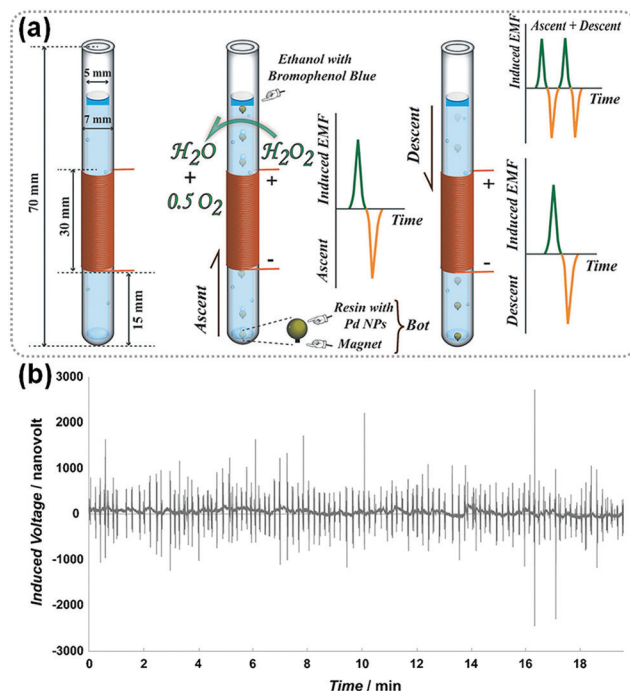 (a)
5 mm
7 mm
70 mm
30 mm
15 mm
Ethanol with
Bromophenol Blue
H2O
+
0.5 O2
H2O2
+
-
Ascent
Resin with
Pd NPs
Magnet
Bot
Induced EMF
Time
Ascent
Descent
+
-
Ascent + Descent
Induced EMF
Time
Induced EMF
Time
Descent
(b)
Induced Voltage / nanovolt
3000
2000
1000
0
-1000
-2000
-3000
0 2 4 6 8 10 12 14 16 18
Time / min